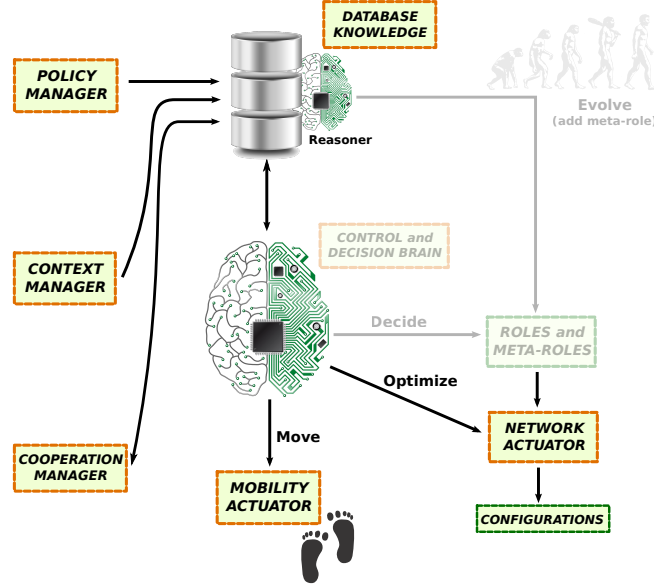 DATABASE
KNOWLEDGE
POLICY
MANAGER
Evolve
(add meta-role)
Reasoner
CONTROL and
DECISION BRAIN
CONTEXT
MANAGER
Decide
ROLES and
META-ROLES
Optimize
NETWORK
ACTUATOR
Move
COOPERATION
MANAGER
MOBILITY
ACTUATOR
CONFIGURATIONS